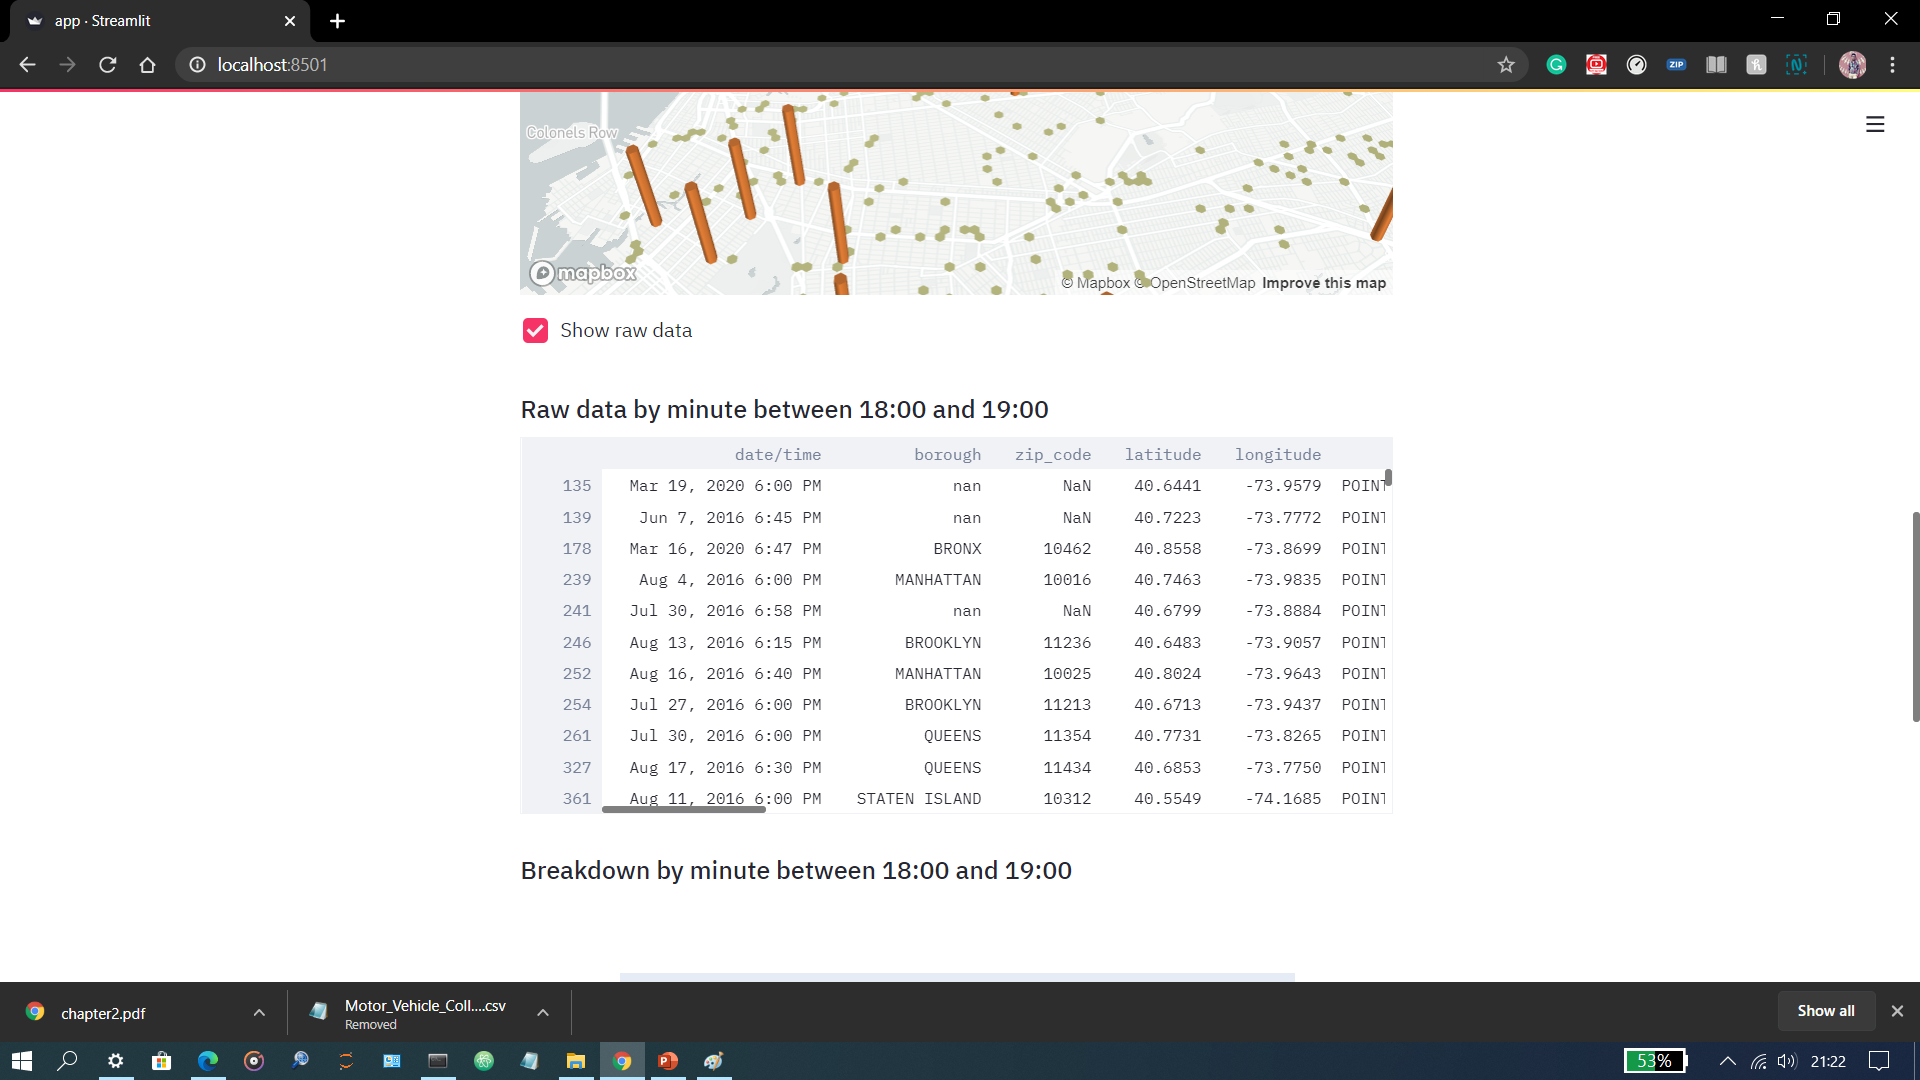 app · Streamlit
localhost:8501
ZIP
Colonels Row
mapbox
© Mapbox © OpenStreetMap Improve this map
Show raw data
Raw data by minute between 18:00 and 19:00
date/time borough zip_code latitude longitude
135 Mar 19, 2020 6:00 PM nan NaN 40.6441 -73.9579 POINT
139 Jun 7, 2016 6:45 PM nan NaN 40.7223 -73.7772 POINT
178 Mar 16, 2020 6:47 PM BRONX 10462 40.8558 -73.8699 POINT
239 Aug 4, 2016 6:00 PM MANHATTAN 10016 40.7463 -73.9835 POINT
241 Jul 30, 2016 6:58 PM nan NaN 40.6799 -73.8884 POINT
246 Aug 13, 2016 6:15 PM BROOKLYN 11236 40.6483 -73.9057 POINT
252 Aug 16, 2016 6:40 PM MANHATTAN 10025 40.8024 -73.9643 POINT
254 Jul 27, 2016 6:00 PM BROOKLYN 11213 40.6713 -73.9437 POINT
261 Jul 30, 2016 6:00 PM QUEENS 11354 40.7731 -73.8265 POINT
327 Aug 17, 2016 6:30 PM QUEENS 11434 40.6853 -73.7750 POINT
361 Aug 11, 2016 6:00 PM STATEN ISLAND 10312 40.5549 -74.1685 POINT
Breakdown by minute between 18:00 and 19:00
chapter2.pdf
Motor_Vehicle_Coll....csv
Removed
Show all
53%
21:22